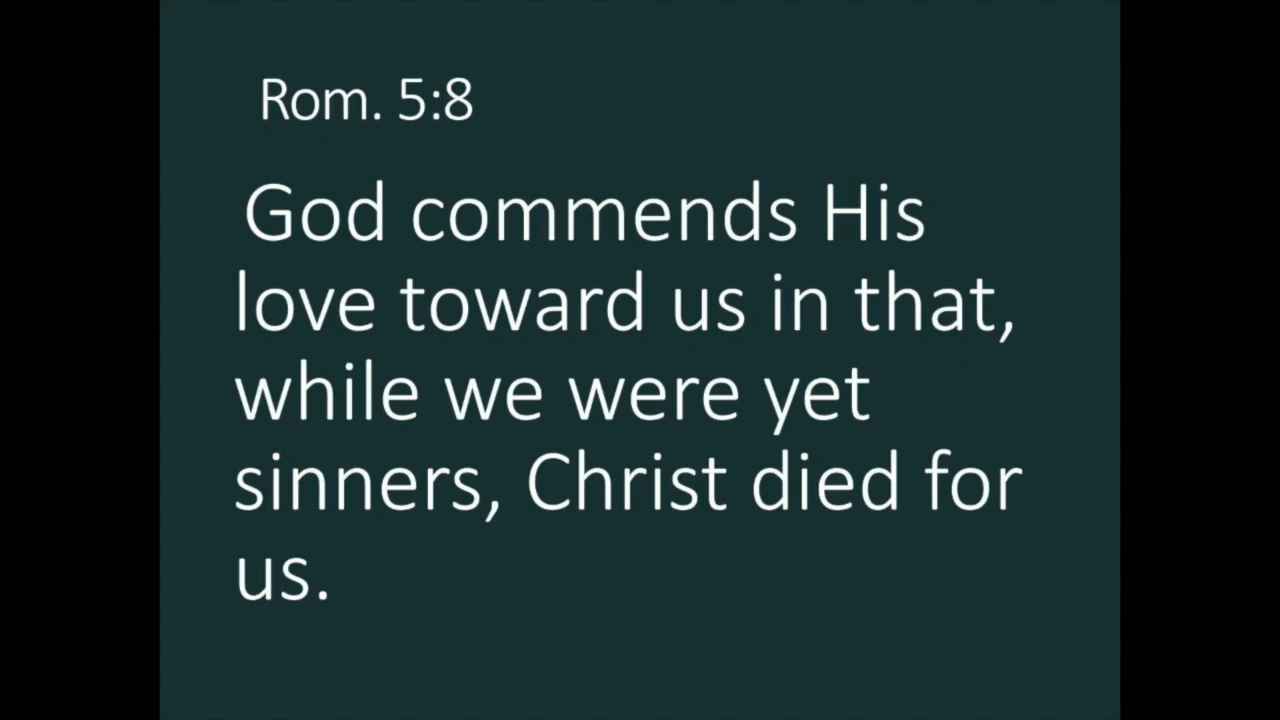 Rom. 5:8
God commends His
love toward us in that,
while we were yet
sinners, Christ died for
us.